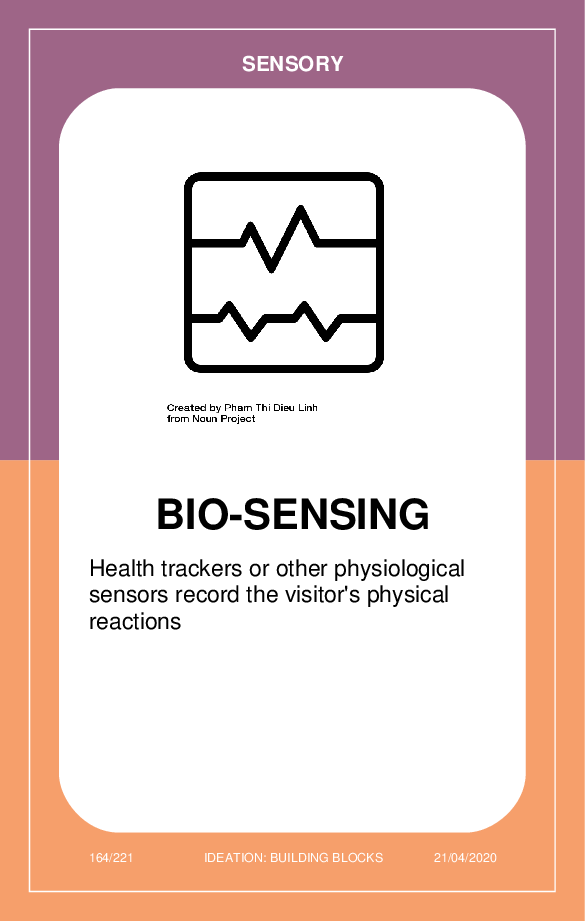 SENSORY
Created by Pham Thi Dieu Linh
from Noun Project
BIO-SENSING
Health trackers or other physiological
sensors record the visitor's physical
reactions
164/221 IDEATION: BUILDING BLOCKS 21/04/2020